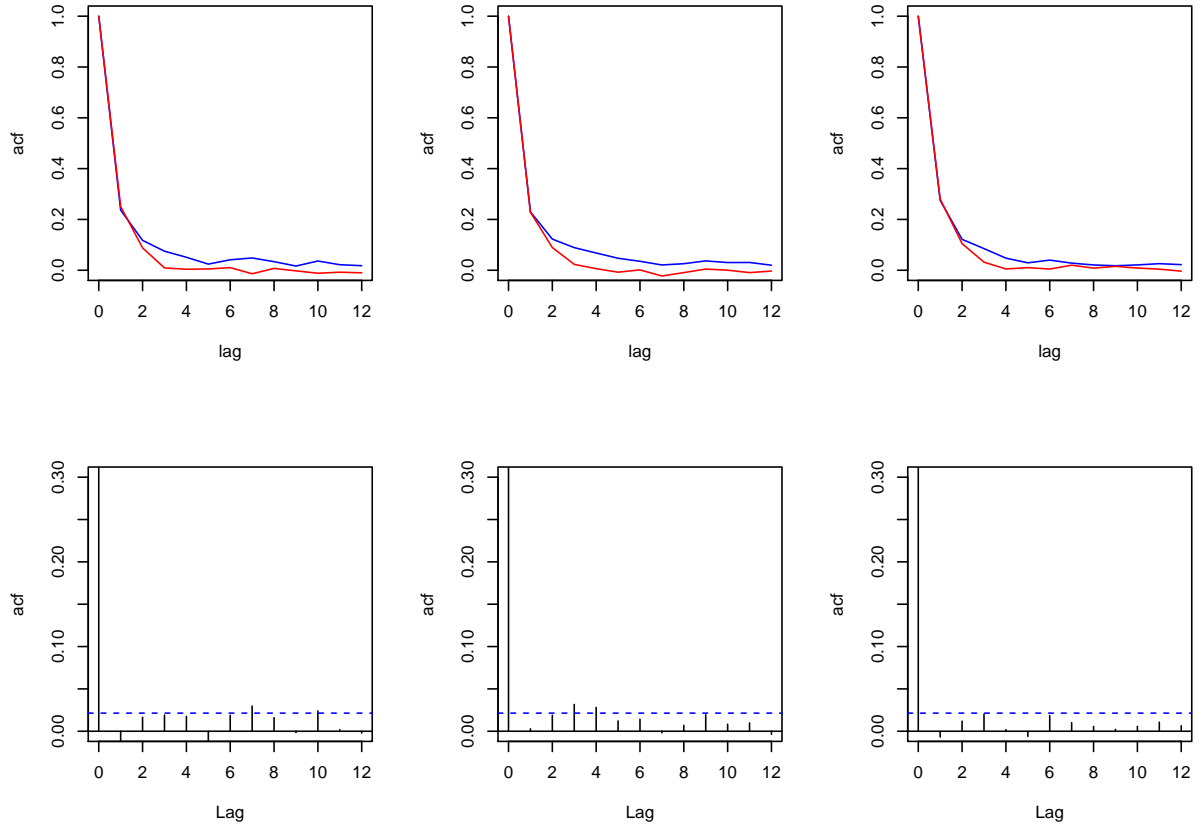 1.0 1.0 1.0
0.8 0.8 0.8
0.6 0.6 0.6
acf acf acf
0.4 0.4 0.4
0.2 0.2 0.2
0.0 0.0 0.0
0 2 4 6 8 10 12 0 2 4 6 8 10 12 0 2 4 6 8 10 12
lag lag lag
0.30 0.30 0.30
0.20 0.20 0.20
acf acf acf
0.10 0.10 0.10
0.00 0.00 0.00
0 2 4 6 8 10 12 0 2 4 6 8 10 12 0 2 4 6 8 10 12
Lag Lag Lag